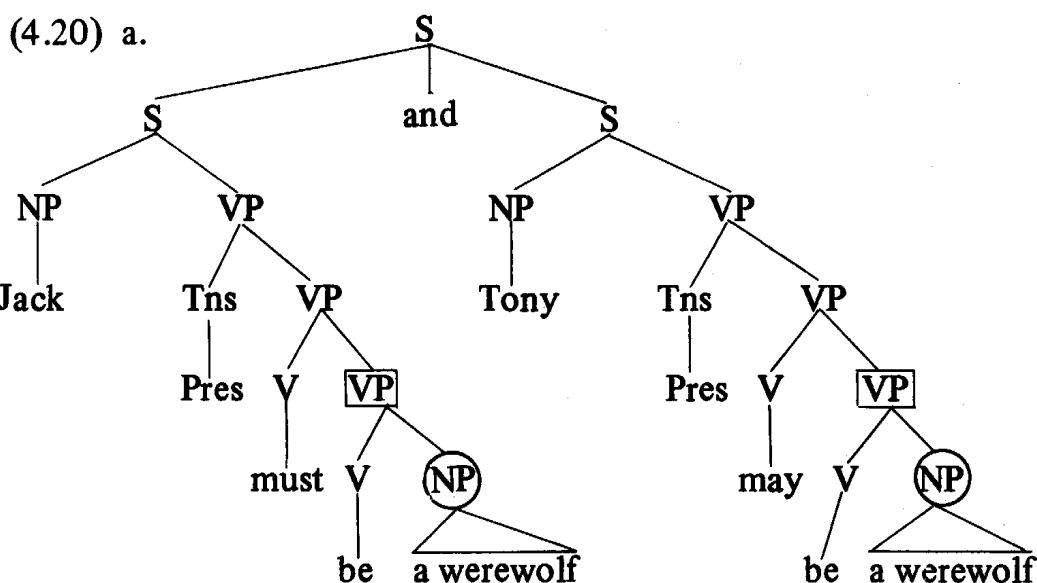 (4.20) a.
S
S and S
NP VP NP VP
Jack Tns VP Tony Tns VP
Pres V VP Pres V VP
must V NP may V NP
be a werewolf be a werewolf